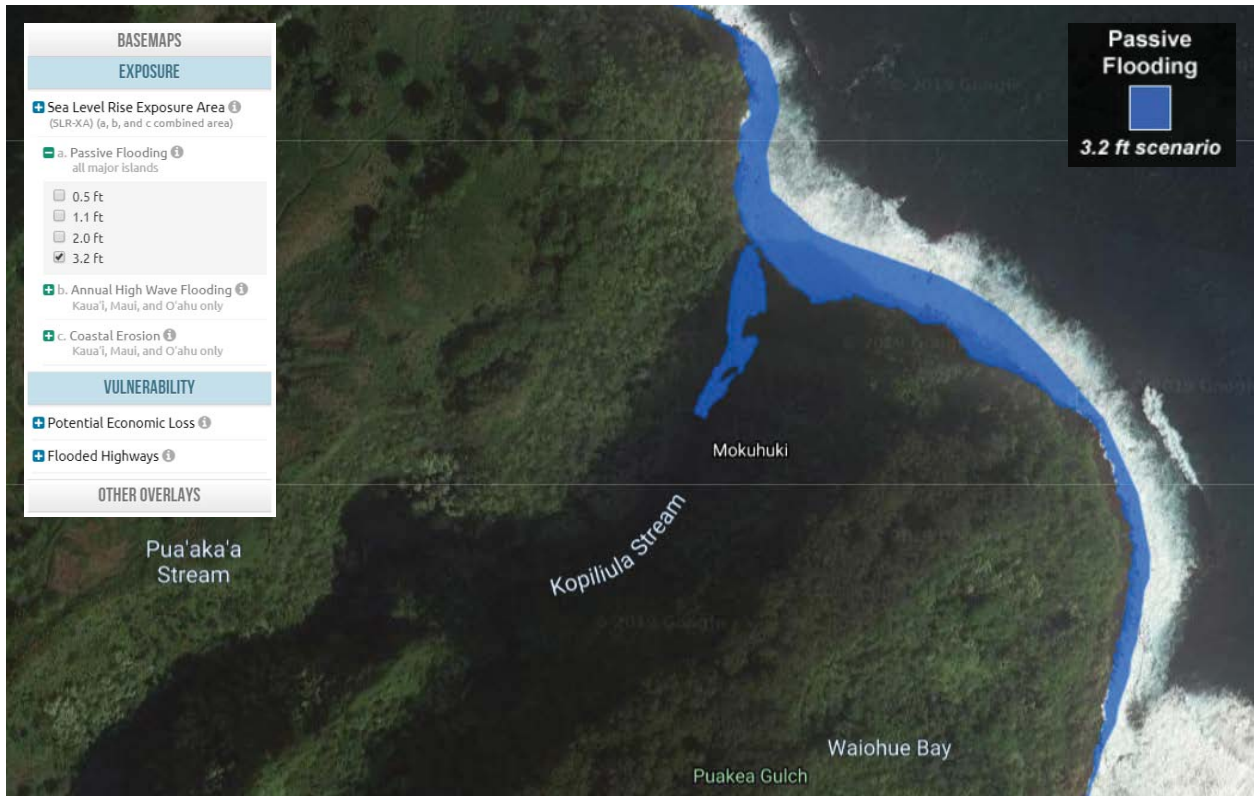 BASEMAPS
EXPOSURE
Sea Level Rise Exposure Area
(SLR-XA) (a, b, and c combined area)
a. Passive Flooding
all major islands
0.5 ft
1.1 ft
2.0 ft
3.2 ft
b. Annual High Wave Flooding
Kaua'i, Maui, and O'ahu only
c. Coastal Erosion
Kaua'i, Maui, and O'ahu only
VULNERABILITY
Potential Economic Loss
Flooded Highways
OTHER OVERLAYS
Passive
Flooding
3.2 ft scenario
Mokuhuki
Kopiliula Stream
Pua'aka'a
Stream
Waiohue Bay
Puakea Gulch
© 2019 Google